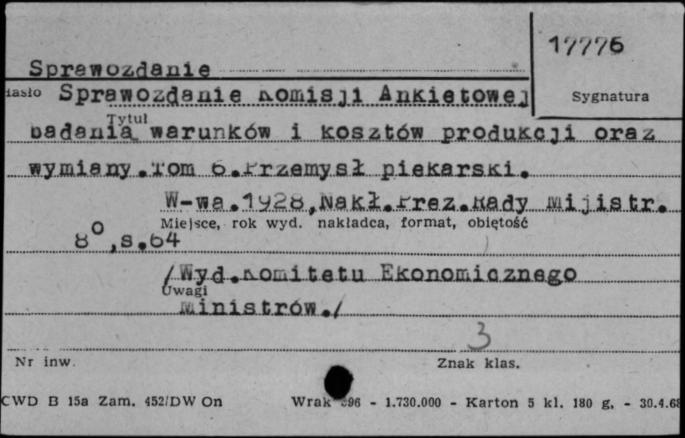 17776
Sprawozdanie
Sygnatura
hasło Sprawozdanie Komisji Ankietowej
Tytuł
badania warunków i kosztów produkcji oraz
wymiany.Tom 6.Przemysł piekarski.
W-wa.1928,Nakł.Prez.Rady Mijistr.
Miejsce, rok wyd. nakładca, format, objętość
8°,s.64
/Wyd.Komitetu Ekonomicznego
Uwagi
Ministrów./
3
Nr inw.
Znak klas.
CWD B 15a Zam. 452/DW On Wrak 96 - 1.730.000 - Karton 5 kl. 180 g. - 30.4.68